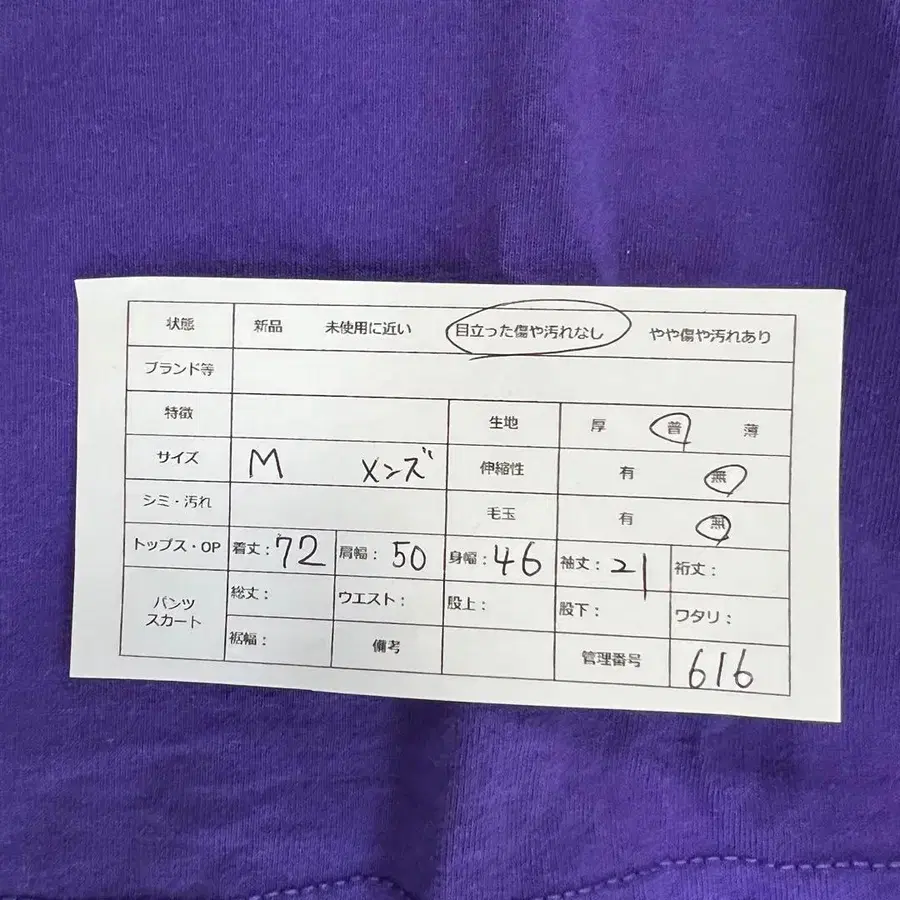 状態 新品 未使用に近い 目立った傷や汚れなし やや傷や汚れあり
ブランド等
特徴 生地 厚 普 薄
サイズ M メンズ 伸縮性 有 無
シミ・汚れ 毛玉 有 無
トップス・OP 着丈: 72 肩幅: 50 身幅: 46 袖丈: 21 裄丈:
パンツ スカート 総丈: ウエスト: 股上: 股下: ワタリ:
裾幅: 備考 管理番号 616